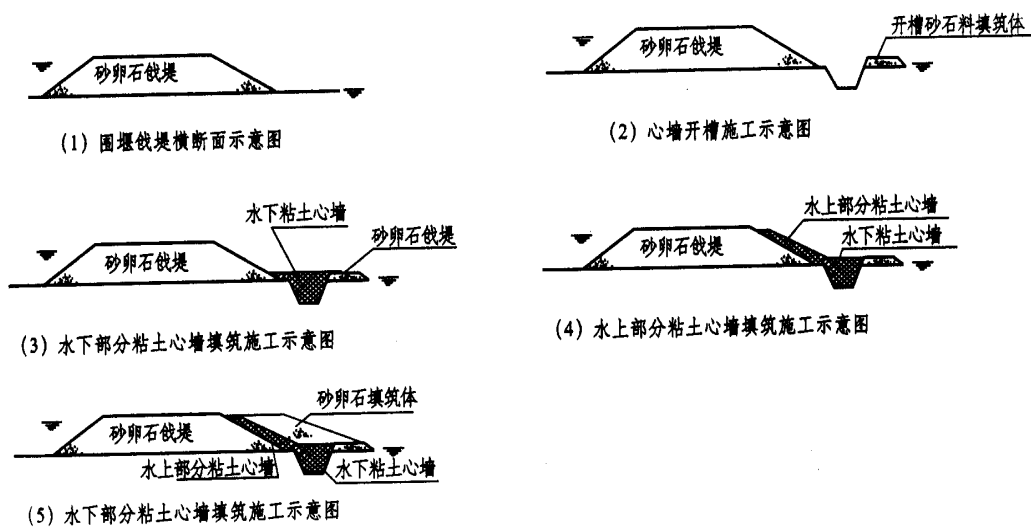 砂卵石戗堤
(1) 围堰戗堤横断面示意图
开槽砂石料填筑体
砂卵石戗堤
(2) 心墙开槽施工示意图
水下粘土心墙
砂卵石戗堤
砂卵石戗堤
(3) 水下部分粘土心墙填筑施工示意图
水上部分粘土心墙
水下粘土心墙
砂卵石戗堤
(4) 水上部分粘土心墙填筑施工示意图
砂卵石填筑体
砂卵石戗堤
水上部分粘土心墙
水下粘土心墙
(5) 水下部分粘土心墙填筑施工示意图